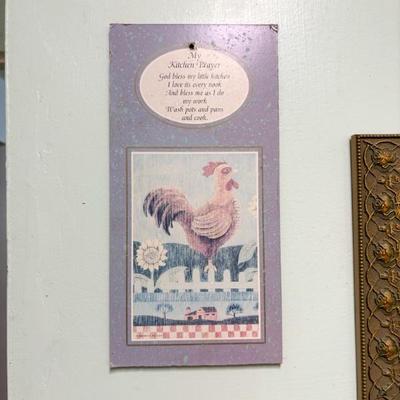 My
Kitchen Prayer
God bless my little kitchen
I love its every nook
And bless me as I do
my work
Wash pots and pans
and cook.